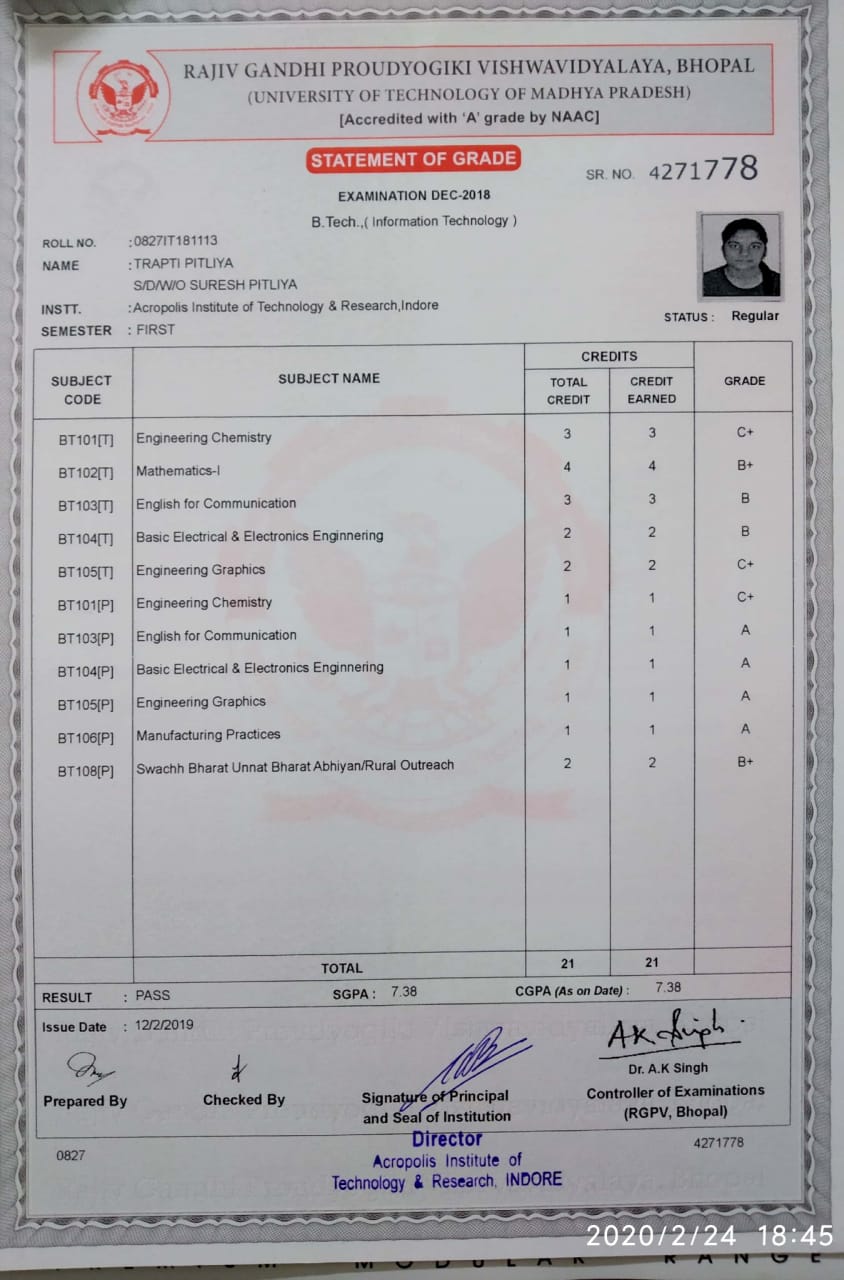 RAJIV GANDHI PROUDYOGIKI VISHWAVIDYALAYA, BHOPAL
(UNIVERSITY OF TECHNOLOGY OF MADHYA PRADESH)
[Accredited with ‘A’ grade by NAAC]
STATEMENT OF GRADE
SR. NO. 4271778
EXAMINATION DEC-2018
B.Tech.,( Information Technology )
ROLL NO. :0827IT181113
NAME :TRAPTI PITLIYA
S/D/W/O SURESH PITLIYA
INSTT. :Acropolis Institute of Technology & Research,Indore
STATUS : Regular
SEMESTER : FIRST
SUBJECT CODE SUBJECT NAME CREDITS GRADE
TOTAL CREDIT CREDIT EARNED
BT101[T] Engineering Chemistry 3 3 C+
BT102[T] Mathematics-I 4 4 B+
BT103[T] English for Communication 3 3 B
BT104[T] Basic Electrical & Electronics Enginnering 2 2 B
BT105[T] Engineering Graphics 2 2 C+
BT101[P] Engineering Chemistry 1 1 C+
BT103[P] English for Communication 1 1 A
BT104[P] Basic Electrical & Electronics Enginnering 1 1 A
BT105[P] Engineering Graphics 1 1 A
BT106[P] Manufacturing Practices 1 1 A
BT108[P] Swachh Bharat Unnat Bharat Abhiyan/Rural Outreach 2 2 B+
TOTAL 21 21
RESULT : PASS SGPA : 7.38 CGPA (As on Date) : 7.38
Issue Date : 12/2/2019
AK Singh
Dr. A.K Singh
Prepared By Checked By Signature of Principal Controller of Examinations
and Seal of Institution (RGPV, Bhopal)
Director
0827 4271778
Acropolis Institute of
Technology & Research, INDORE
2020/2/24 18:45
PREMIUM MODULAR RANGE